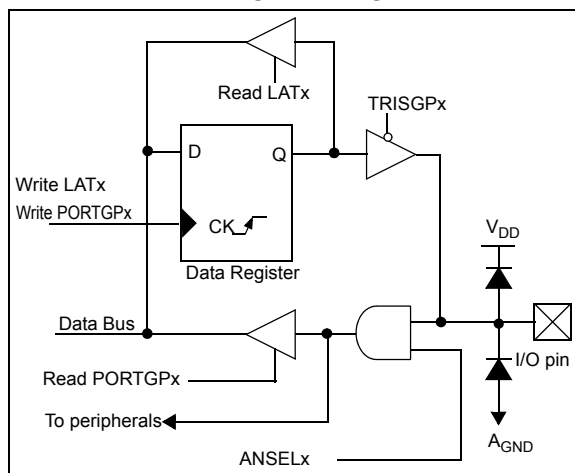 Read LATx
TRISGPx
D
Q
Write LATx
Write PORTGPx
CK
Data Register
VDD
Data Bus
I/O pin
Read PORTGPx
To peripherals
AGND
ANSELx